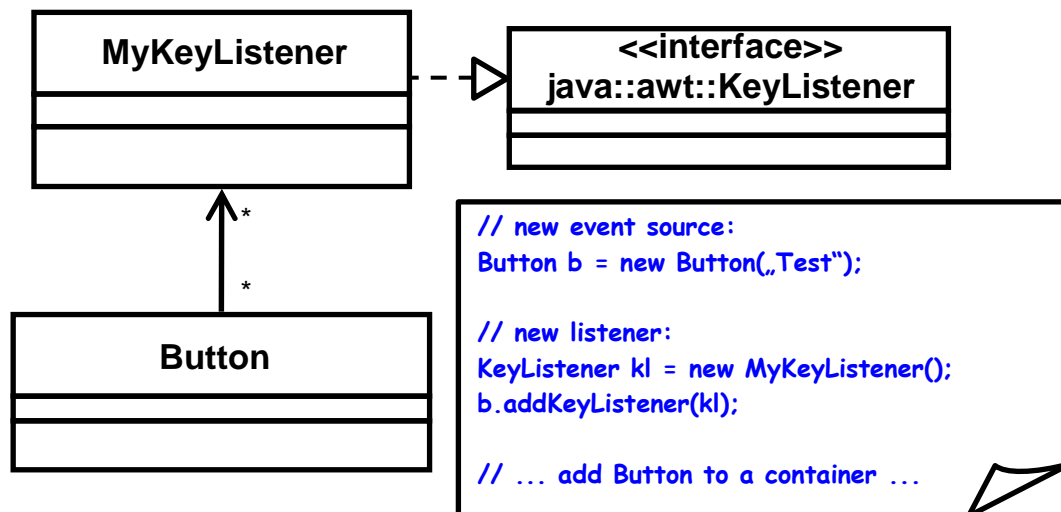 MyKeyListener
<<interface>>
java::awt::KeyListener
*
*
Button
// new event source:
Button b = new Button(„Test“);
// new listener:
KeyListener kl = new MyKeyListener();
b.addKeyListener(kl);
// ... add Button to a container ...